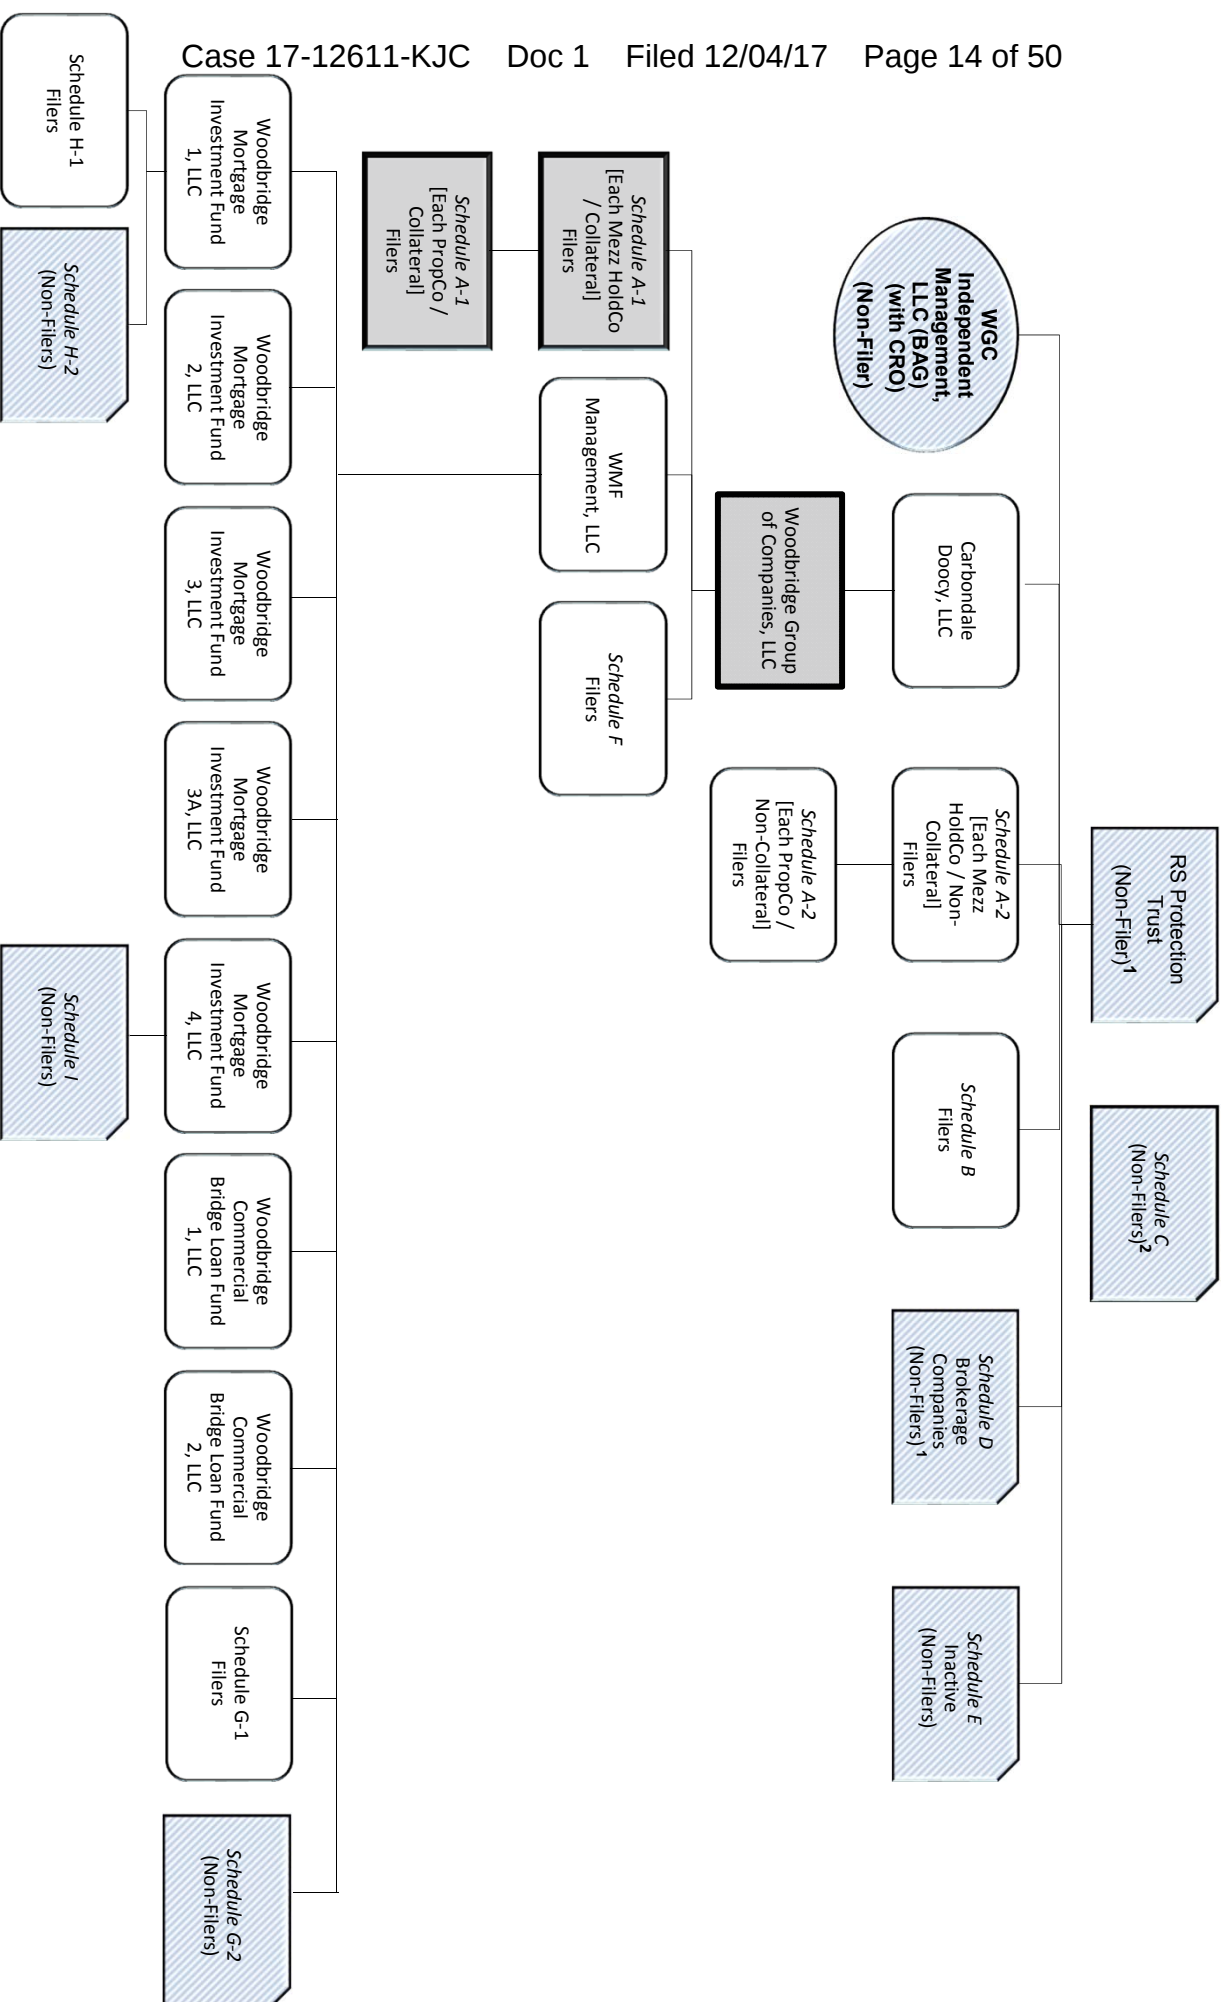 Case 17-12611-KJC Doc 1 Filed 12/04/17 Page 14 of 50
RS Protection
Trust
(Non-Filer)1
Schedule C
(Non-Filers)2
WGC
Independent
Management,
LLC (BAG)
(with CRO)
(Non-Filer)
Carbondale
Doocy, LLC
Schedule A-2
[Each Mezz
HoldCo / Non-
Collateral]
Filers
Schedule B
Filers
Schedule D
Brokerage
Companies
(Non-Filers) 1
Schedule E
Inactive
(Non-Filers)
Woodbridge Group
of Companies, LLC
Schedule A-2
[Each PropCo /
Non-Collateral]
Filers
Schedule A-1
[Each Mezz HoldCo
/ Collateral]
Filers
WMF
Management, LLC
Schedule F
Filers
Schedule A-1
[Each PropCo /
Collateral]
Filers
Woodbridge
Mortgage
Investment Fund
1, LLC
Woodbridge
Mortgage
Investment Fund
2, LLC
Woodbridge
Mortgage
Investment Fund
3, LLC
Woodbridge
Mortgage
Investment Fund
3A, LLC
Woodbridge
Mortgage
Investment Fund
4, LLC
Woodbridge
Commercial
Bridge Loan Fund
1, LLC
Woodbridge
Commercial
Bridge Loan Fund
2, LLC
Schedule G-1
Filers
Schedule G-2
(Non-Filers)
Schedule H-1
Filers
Schedule H-2
(Non-Filers)
Schedule I
(Non-Filers)